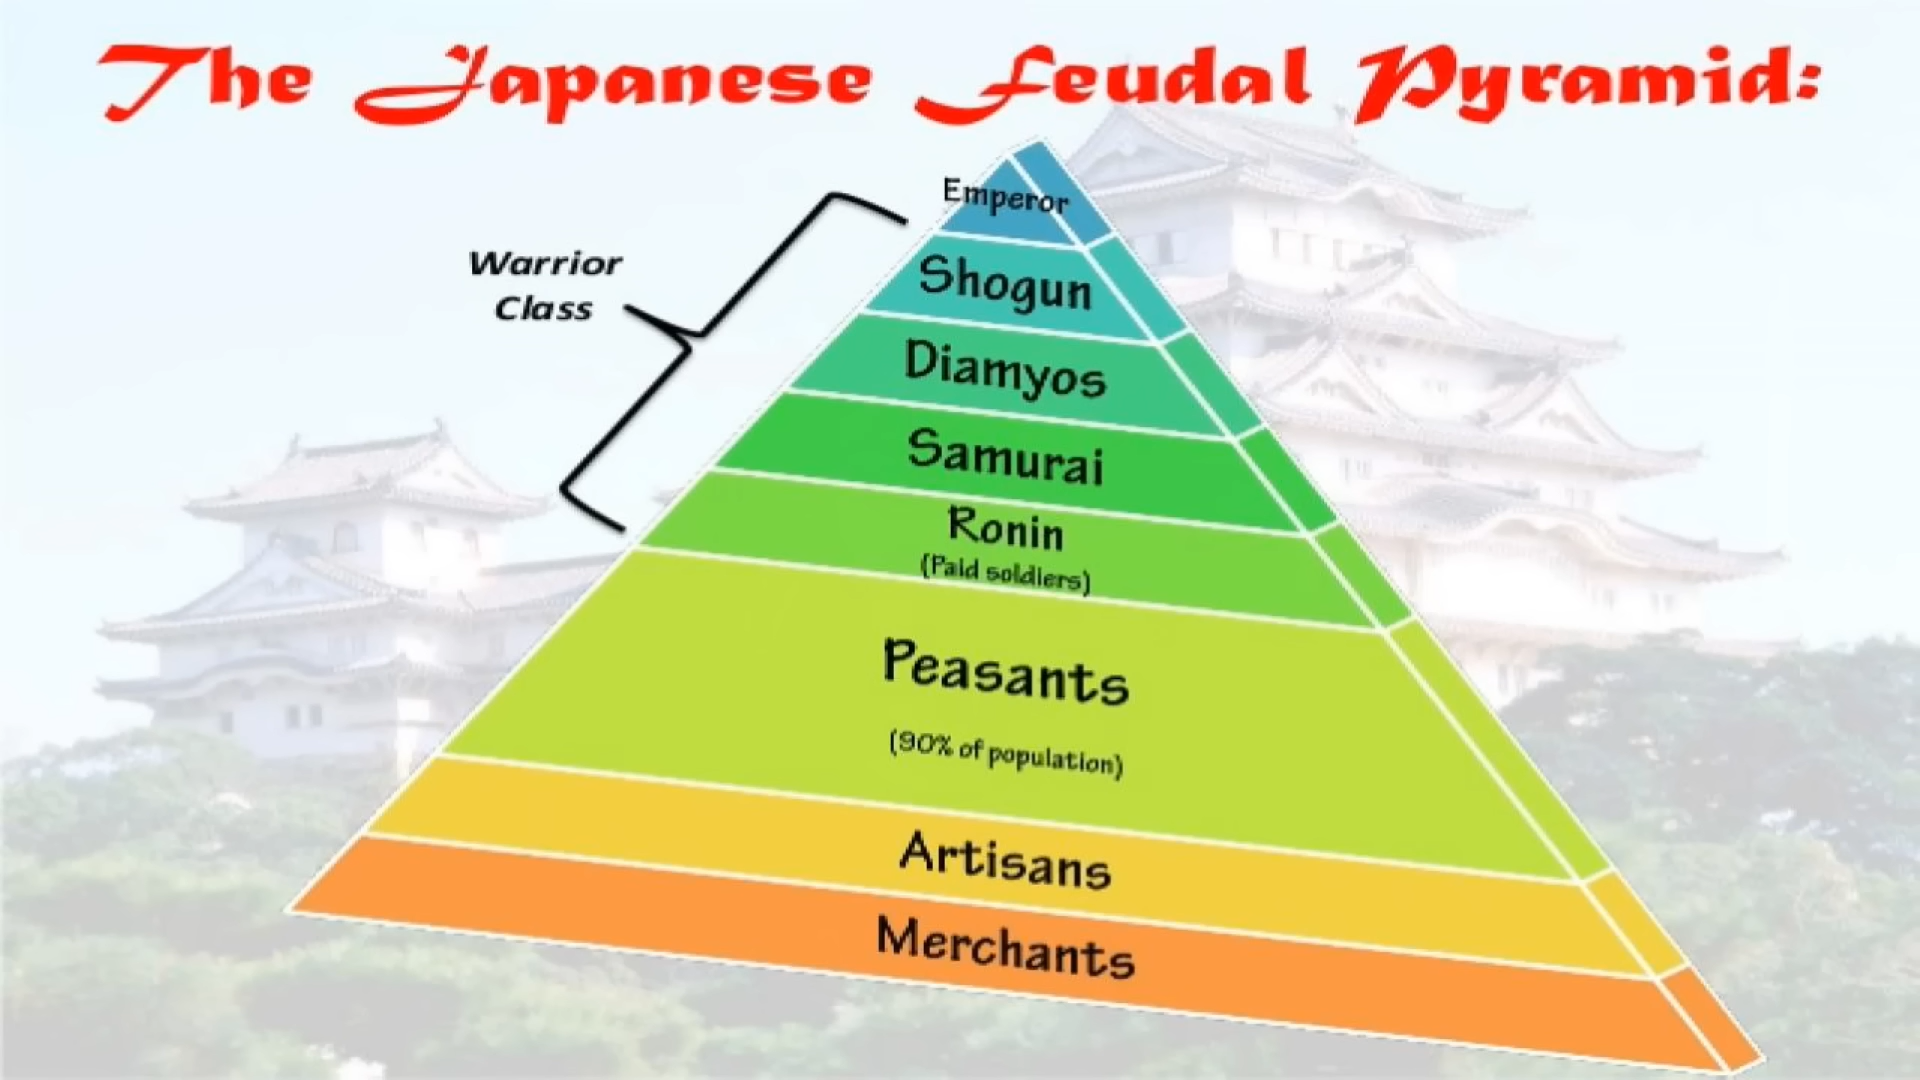 The Japanese Feudal Pyramid:
Emperor
Warrior
Class
Shogun
Diamyos
Samurai
Ronin
(Paid soldiers)
Peasants
(90% of population)
Artisans
Merchants